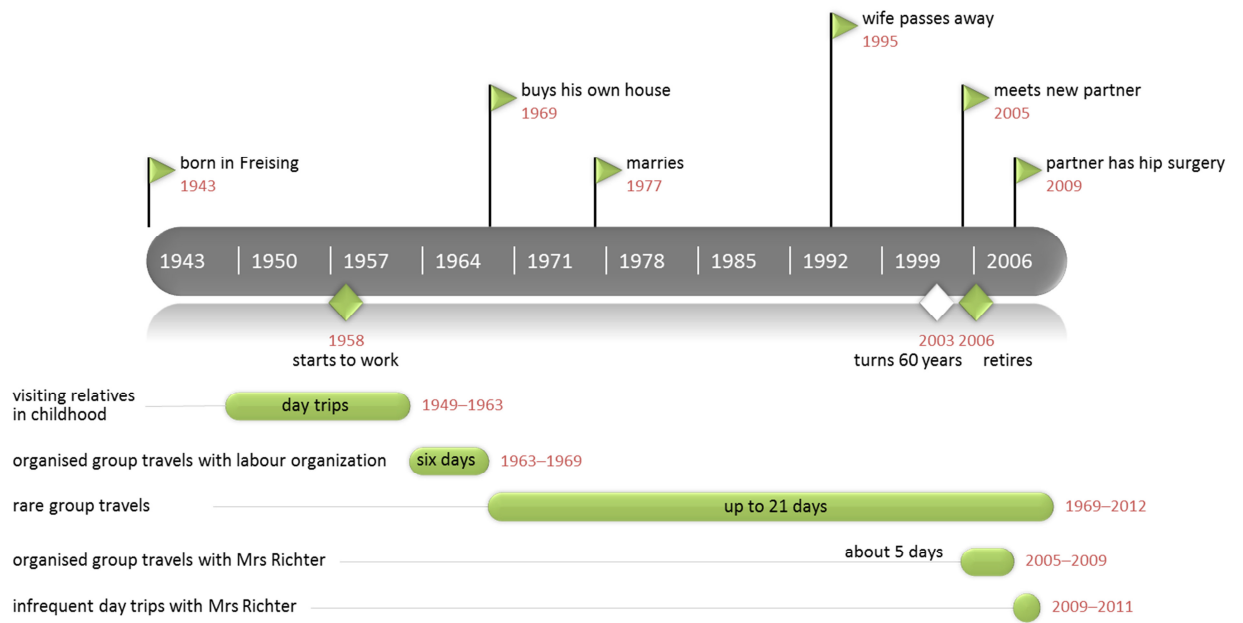 wife passes away
1995
buys his own house
1969
meets new partner
2005
born in Freising
1943
marries
1977
partner has hip surgery
2009
1943 1950 1957 1964 1971 1978 1985 1992 1999 2006
1958
starts to work
2003 2006
turns 60 years retires
visiting relatives
in childhood
day trips 1949–1963
organised group travels with labour organization six days 1963–1969
rare group travels up to 21 days 1969–2012
organised group travels with Mrs Richter about 5 days 2005–2009
infrequent day trips with Mrs Richter 2009–2011